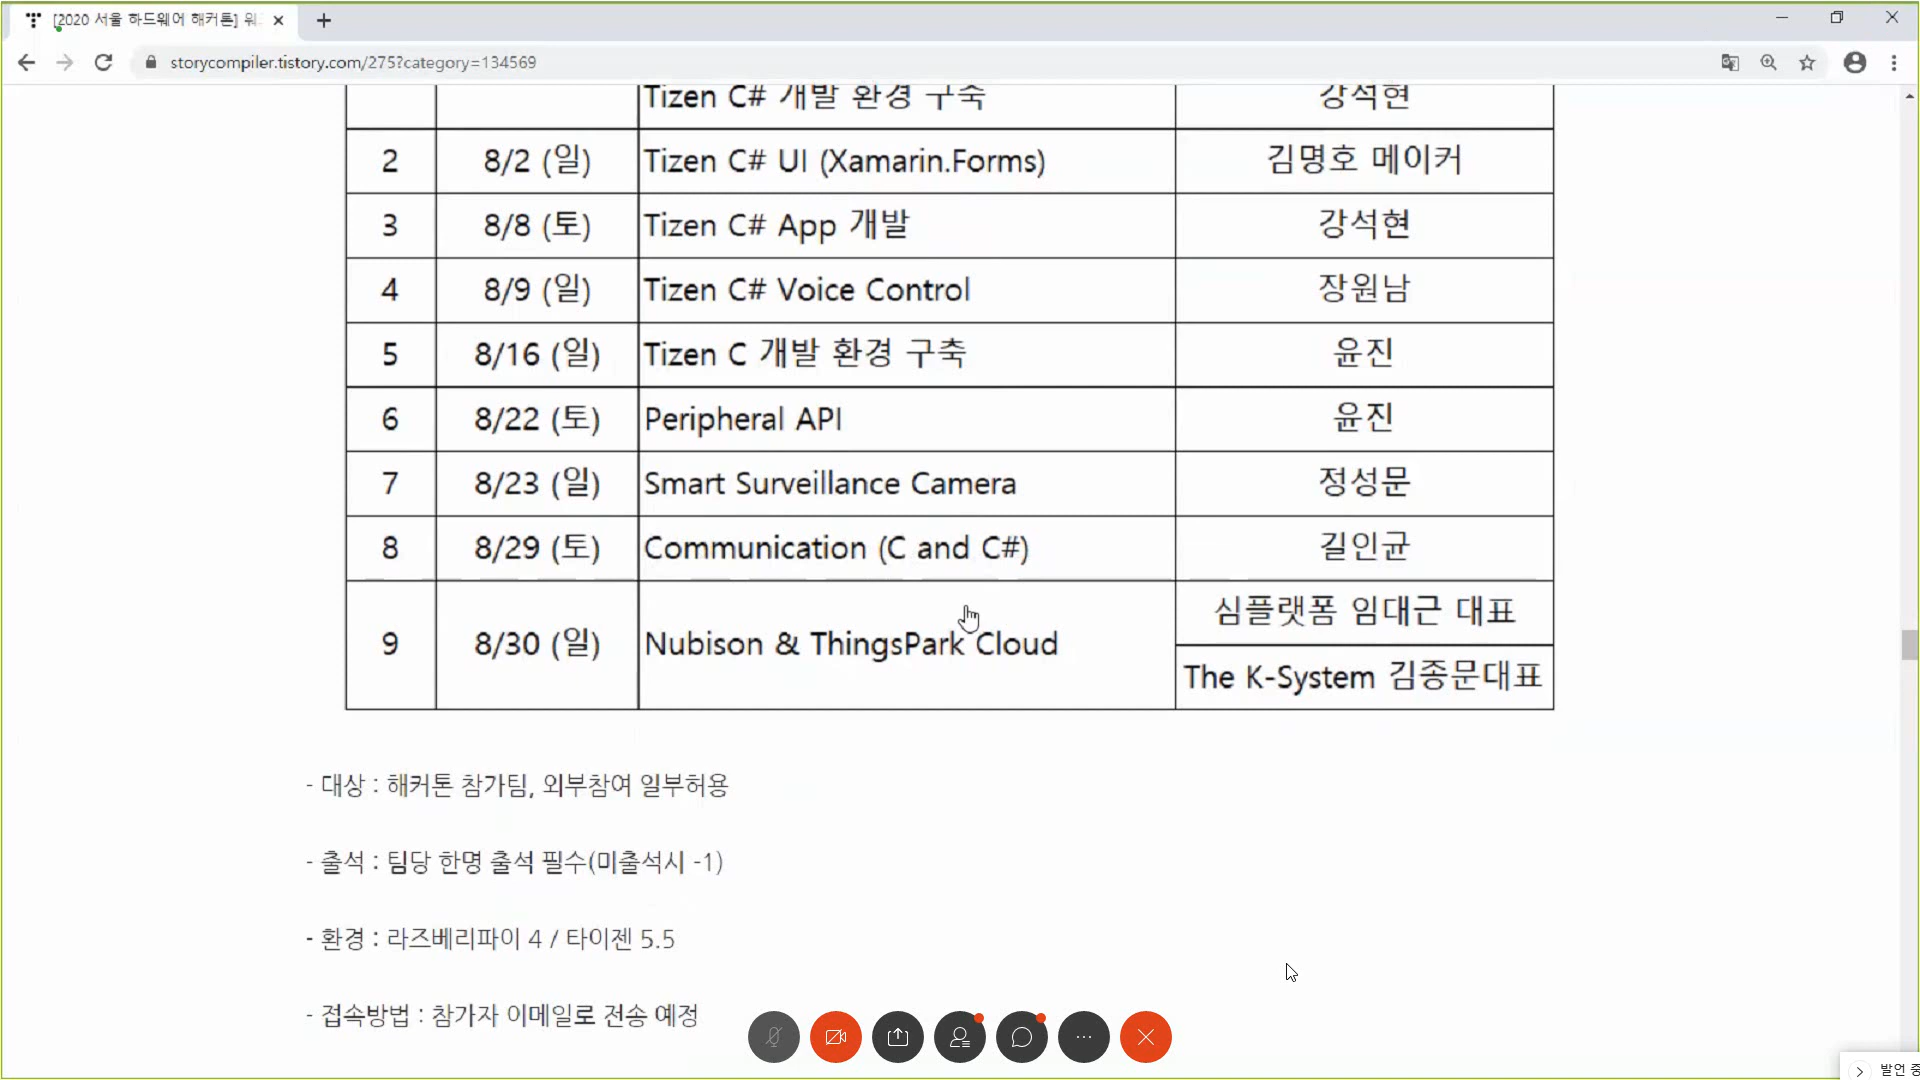 [2020 서울 하드웨어 해커톤] 워
storycompiler.tistory.com/275?category=134569
Tizen C# 개발 환경 구축 강석현
2 8/2 (일) Tizen C# UI (Xamarin.Forms) 김명호 메이커
3 8/8 (토) Tizen C# App 개발 강석현
4 8/9 (일) Tizen C# Voice Control 장원남
5 8/16 (일) Tizen C 개발 환경 구축 윤진
6 8/22 (토) Peripheral API 윤진
7 8/23 (일) Smart Surveillance Camera 정성문
8 8/29 (토) Communication (C and C#) 길인균
심플랫폼 임대근 대표
9 8/30 (일) Nubison & ThingsPark Cloud
The K-System 김종문대표
- 대상 : 해커톤 참가팀, 외부참여 일부허용
- 출석 : 팀당 한명 출석 필수(미출석시 -1)
- 환경 : 라즈베리파이 4 / 타이젠 5.5
- 접속방법 : 참가자 이메일로 전송 예정
발언 중